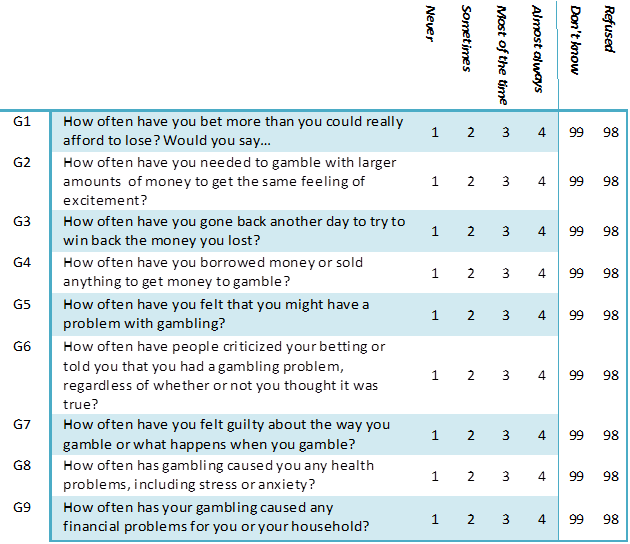 Never Sometimes Most of the time Almost always Don't know Refused
G1 How often have you bet more than you could really
afford to lose? Would you say... 1 2 3 4 99 98
G2 How often have you needed to gamble with larger
amounts of money to get the same feeling of
excitement? 1 2 3 4 99 98
G3 How often have you gone back another day to try to
win back the money you lost? 1 2 3 4 99 98
G4 How often have you borrowed money or sold
anything to get money to gamble? 1 2 3 4 99 98
G5 How often have you felt that you might have a
problem with gambling? 1 2 3 4 99 98
G6 How often have people criticized your betting or
told you that you had a gambling problem,
regardless of whether or not you thought it was
true? 1 2 3 4 99 98
G7 How often have you felt guilty about the way you
gamble or what happens when you gamble? 1 2 3 4 99 98
G8 How often has gambling caused you any health
problems, including stress or anxiety? 1 2 3 4 99 98
G9 How often has your gambling caused any
financial problems for you or your household? 1 2 3 4 99 98